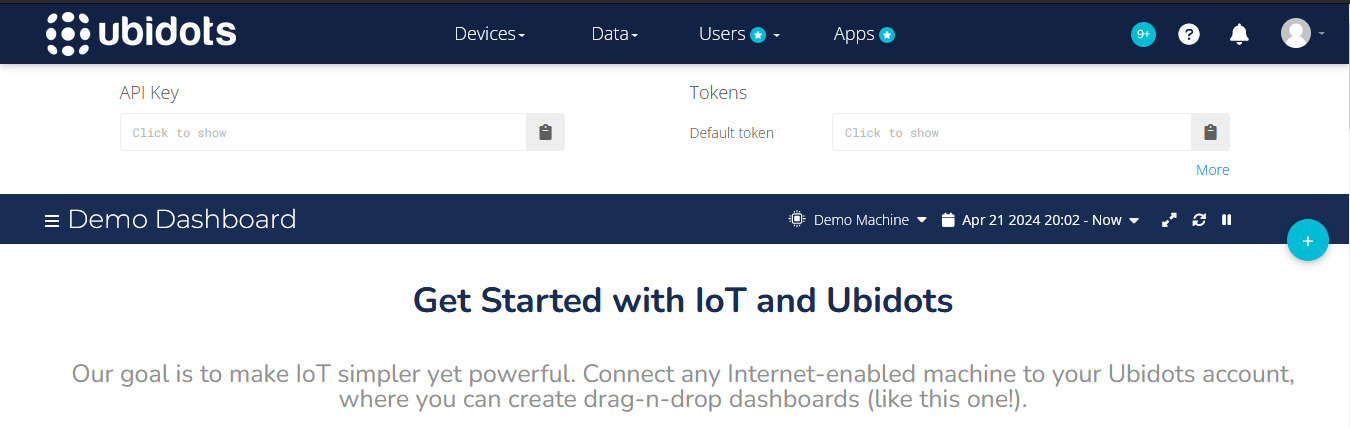 ubidots
Devices
Data
Users
Apps
9+
?
API Key
Tokens
Click to show
Default token
Click to show
More
Demo Dashboard
Demo Machine
Apr 21 2024 20:02 - Now
+
Get Started with IoT and Ubidots
Our goal is to make IoT simpler yet powerful. Connect any Internet-enabled machine to your Ubidots account,
where you can create drag-n-drop dashboards (like this one!).